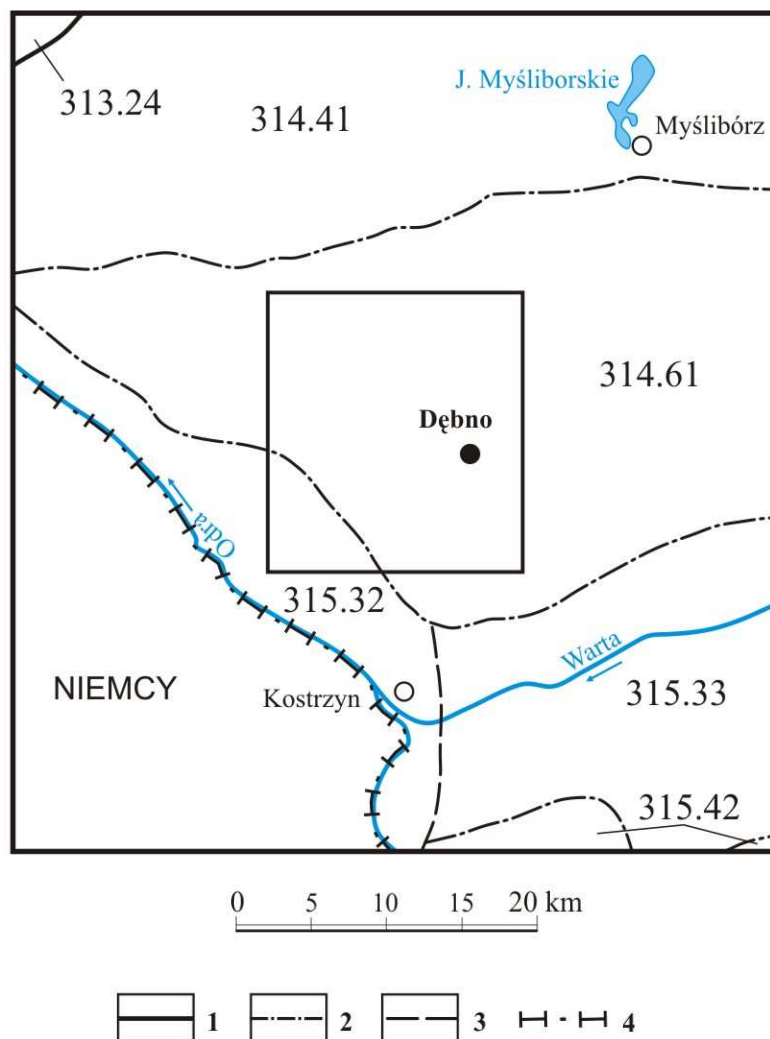 J. Myśliborskie
313.24
314.41
Myślibórz
314.61
Dębno
Odra
315.32
Warta
NIEMCY
Kostrzyn
315.33
315.42
0 5 10 15 20 km
1 2 3 4